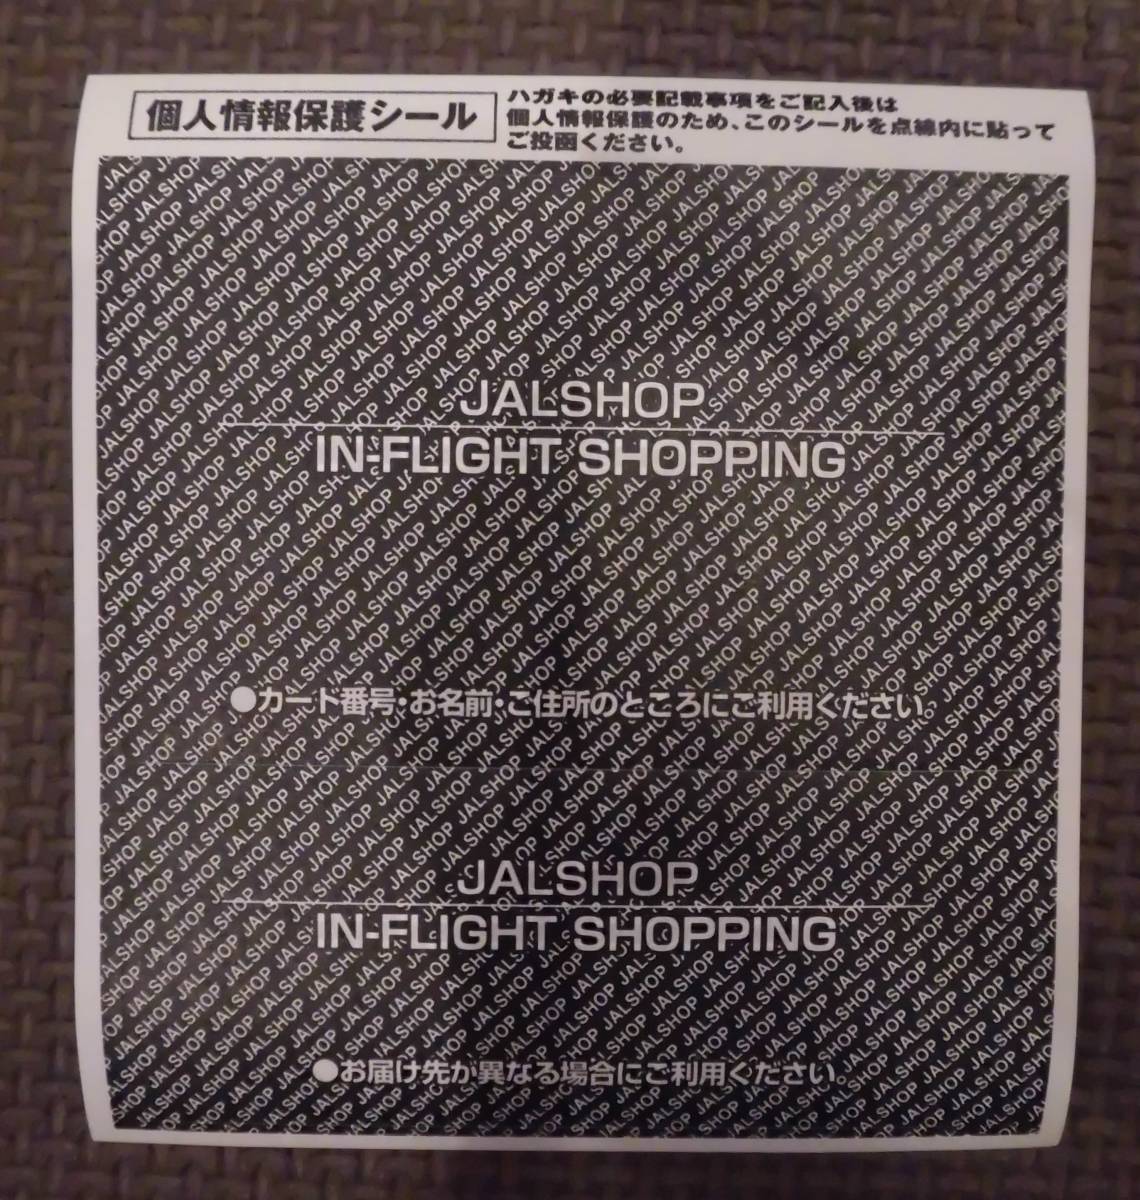 個人情報保護シール
ハガキの必要記載事項をご記入後は
個人情報保護のため、このシールを点線内に貼って
ご投函ください。
JALSHOP
IN-FLIGHT SHOPPING
●カード番号・お名前・ご住所のところにご利用ください。
JALSHOP
IN-FLIGHT SHOPPING
●お届け先が異なる場合にご利用ください。